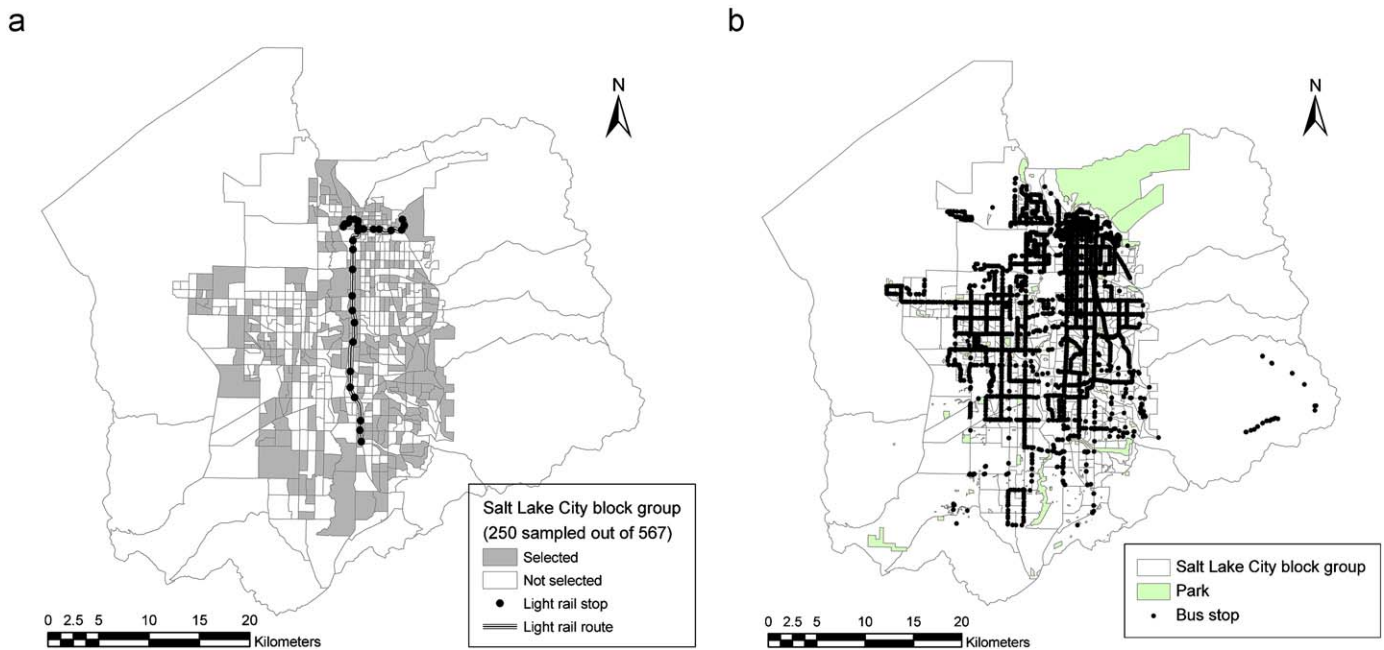 a
N
Salt Lake City block group
(250 sampled out of 567)
Selected
Not selected
Light rail stop
Light rail route
0 2.5 5 10 15 20
Kilometers
b
N
Salt Lake City block group
Park
Bus stop
0 2.5 5 10 15 20
Kilometers